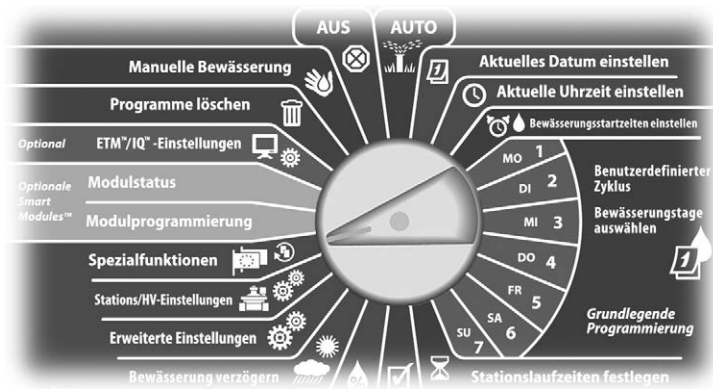 AUS
AUTO
Manuelle Bewässerung
Programme löschen
Optional
ETM™/IQ™ -Einstellungen
Optionale
Smart
Modules™
Modulstatus
Modulprogrammierung
Spezialfunktionen
Stations/HV-Einstellungen
Erweiterte Einstellungen
Bewässerung verzögern
%
1
Aktuelles Datum einstellen
Aktuelle Uhrzeit einstellen
Bewässerungsstartzeiten einstellen
MO 1
DI 2
MI 3
DO 4
FR 5
SA 6
SU 7
Benutzerdefinierter
Zyklus
Bewässerungstage
auswählen
1
Grundlegende
Programmierung
Stationslaufzeiten festlegen